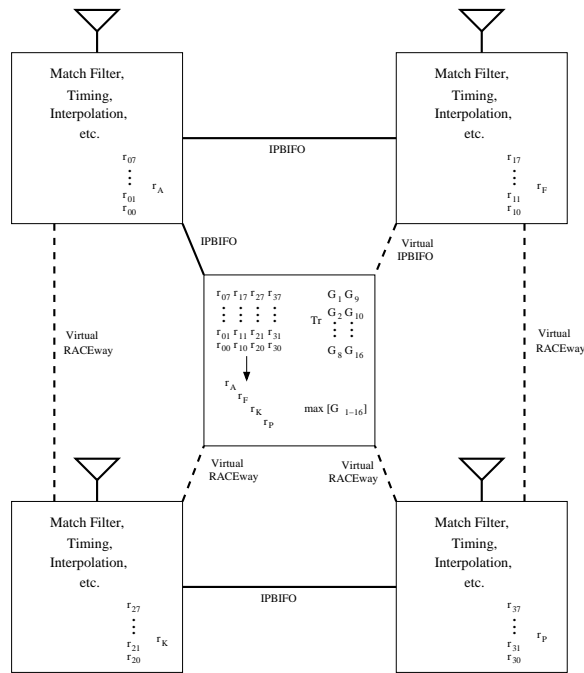 Match Filter,
Timing,
Interpolation,
etc.
r07
⋮
r01
r00
rA
Match Filter,
Timing,
Interpolation,
etc.
r17
⋮
r11
r10
rF
IPBIFO
IPBIFO
Virtual
IPBIFO
Virtual
RACEway
r07 r17 r27 r37
⋮ ⋮ ⋮ ⋮
r01 r11 r21 r31
r00 r10 r20 r30
rA
rF
rK
rP
Tr
G1 G9
G2 G10
⋮ ⋮
G8 G16
max [G 1−16]
Virtual
RACEway
Virtual
RACEway
Virtual
RACEway
Match Filter,
Timing,
Interpolation,
etc.
r27
⋮
r21
r20
rK
IPBIFO
Match Filter,
Timing,
Interpolation,
etc.
r37
⋮
r31
r30
rP